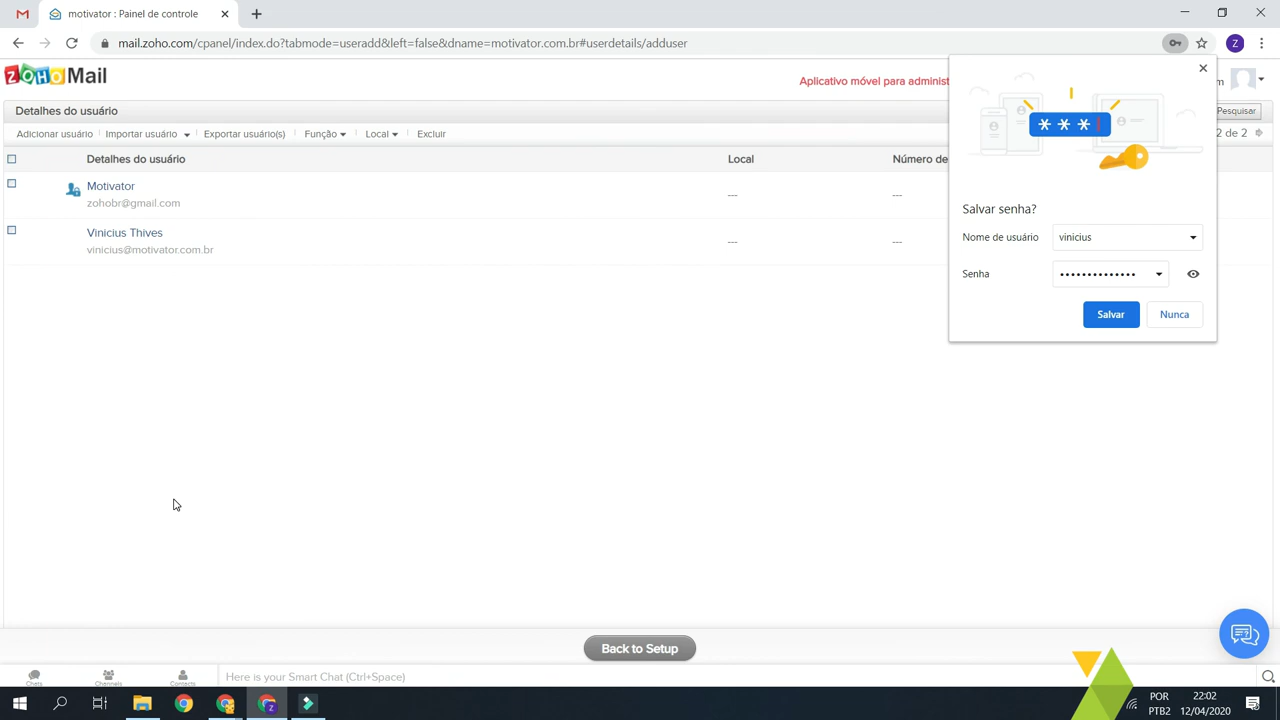 motivator : Painel de controle
mail.zoho.com/cpanel/index.do?tabmode=useradd&left=false&dname=motivator.com.br#userdetails/adduser
Z
ZOHO Mail
Aplicativo móvel para administ
m
Detalhes do usuário
Pesquisar
Adicionar usuário Importar usuário Exportar usuário(s) Função Local Excluir
2 de 2
Detalhes do usuário Local Número de
Motivator
zohobr@gmail.com
--- ---
Vinicius Thives
vinicius@motivator.com.br
--- ---
* * *
Salvar senha?
Nome de usuário vinicius
Senha ••••••••••••••
Salvar Nunca
Back to Setup
Chats Channels Contacts
Here is your Smart Chat (Ctrl+Space)
POR
PTB2
22:02
12/04/2020